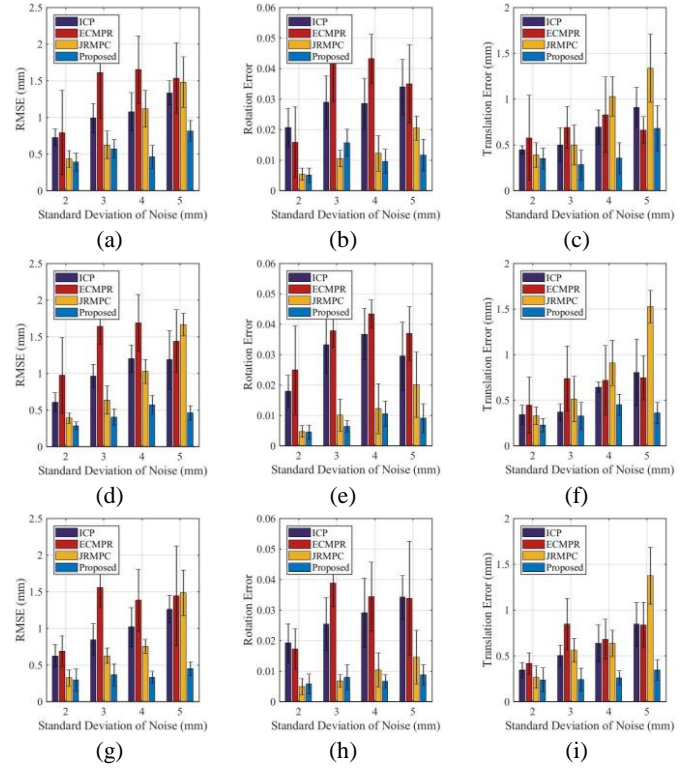 2.5
2
1.5
1
0.5
0
RMSE (mm)
ICP
ECMPR
JRMPC
Proposed
2 3 4 5
Standard Deviation of Noise (mm)
(a)
0.06
0.05
0.04
0.03
0.02
0.01
0
Rotation Error
ICP
ECMPR
JRMPC
Proposed
2 3 4 5
Standard Deviation of Noise (mm)
(b)
2
1.5
1
0.5
0
Translation Error (mm)
ICP
ECMPR
JRMPC
Proposed
2 3 4 5
Standard Deviation of Noise (mm)
(c)
2.5
2
1.5
1
0.5
0
RMSE (mm)
ICP
ECMPR
JRMPC
Proposed
2 3 4 5
Standard Deviation of Noise (mm)
(d)
0.06
0.05
0.04
0.03
0.02
0.01
0
Rotation Error
ICP
ECMPR
JRMPC
Proposed
2 3 4 5
Standard Deviation of Noise (mm)
(e)
2
1.5
1
0.5
0
Translation Error (mm)
ICP
ECMPR
JRMPC
Proposed
2 3 4 5
Standard Deviation of Noise (mm)
(f)
2.5
2
1.5
1
0.5
0
RMSE (mm)
ICP
ECMPR
JRMPC
Proposed
2 3 4 5
Standard Deviation of Noise (mm)
(g)
0.06
0.05
0.04
0.03
0.02
0.01
0
Rotation Error
ICP
ECMPR
JRMPC
Proposed
2 3 4 5
Standard Deviation of Noise (mm)
(h)
2
1.5
1
0.5
0
Translation Error (mm)
ICP
ECMPR
JRMPC
Proposed
2 3 4 5
Standard Deviation of Noise (mm)
(i)